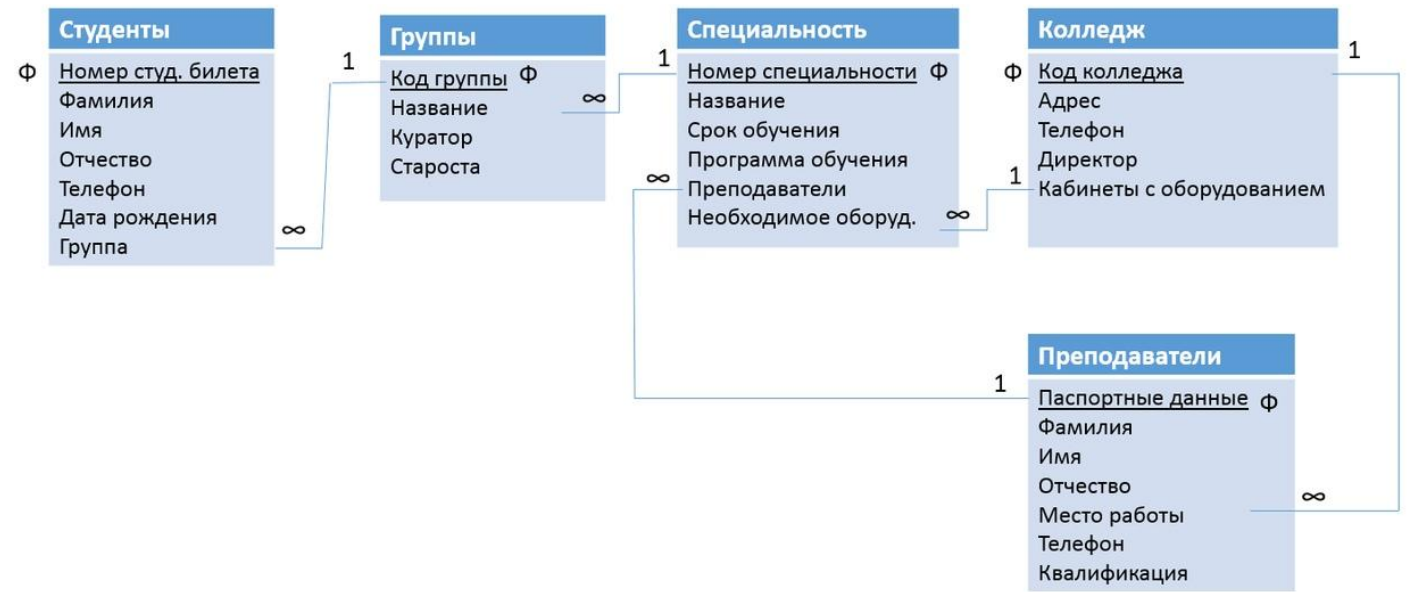 Студенты
Ф Номер студ. билета
Фамилия
Имя
Отчество
Телефон
Дата рождения
Группа
∞
1
Группы
Код группы Ф
Название
∞
Куратор
Староста
1
Специальность
Номер специальности Ф
Название
Срок обучения
Программа обучения
∞ Преподаватели
Необходимое оборуд. ∞
Колледж
1
Ф Код колледжа
Адрес
Телефон
Директор
1 Кабинеты с оборудованием
Преподаватели
1
Паспортные данные Ф
Фамилия
Имя
Отчество
∞
Место работы
Телефон
Квалификация